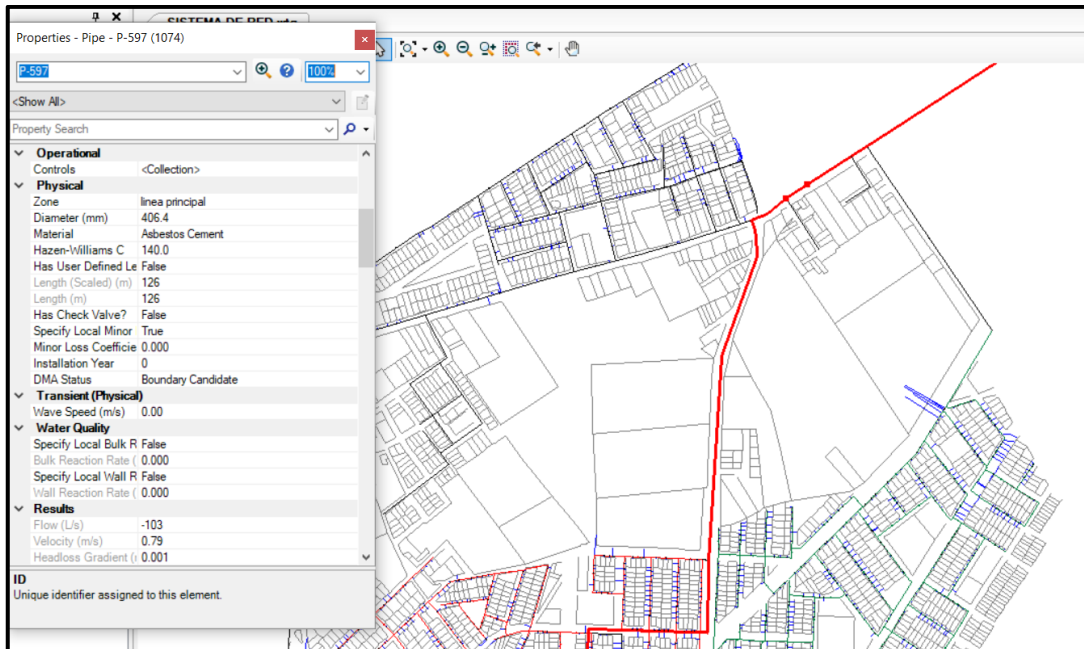 SISTEMA DE RED.wtg
Properties - Pipe - P-597 (1074)
P-597
100%
<Show All>
Property Search
Operational
Controls <Collection>
Physical
Zone linea principal
Diameter (mm) 406.4
Material Asbestos Cement
Hazen-Williams C 140.0
Has User Defined Le False
Length (Scaled) (m) 126
Length (m) 126
Has Check Valve? False
Specify Local Minor True
Minor Loss Coefficie 0.000
Installation Year 0
DMA Status Boundary Candidate
Transient (Physical)
Wave Speed (m/s) 0.00
Water Quality
Specify Local Bulk R False
Bulk Reaction Rate ( 0.000
Specify Local Wall R False
Wall Reaction Rate ( 0.000
Results
Flow (L/s) -103
Velocity (m/s) 0.79
Headloss Gradient ( 0.001
ID
Unique identifier assigned to this element.